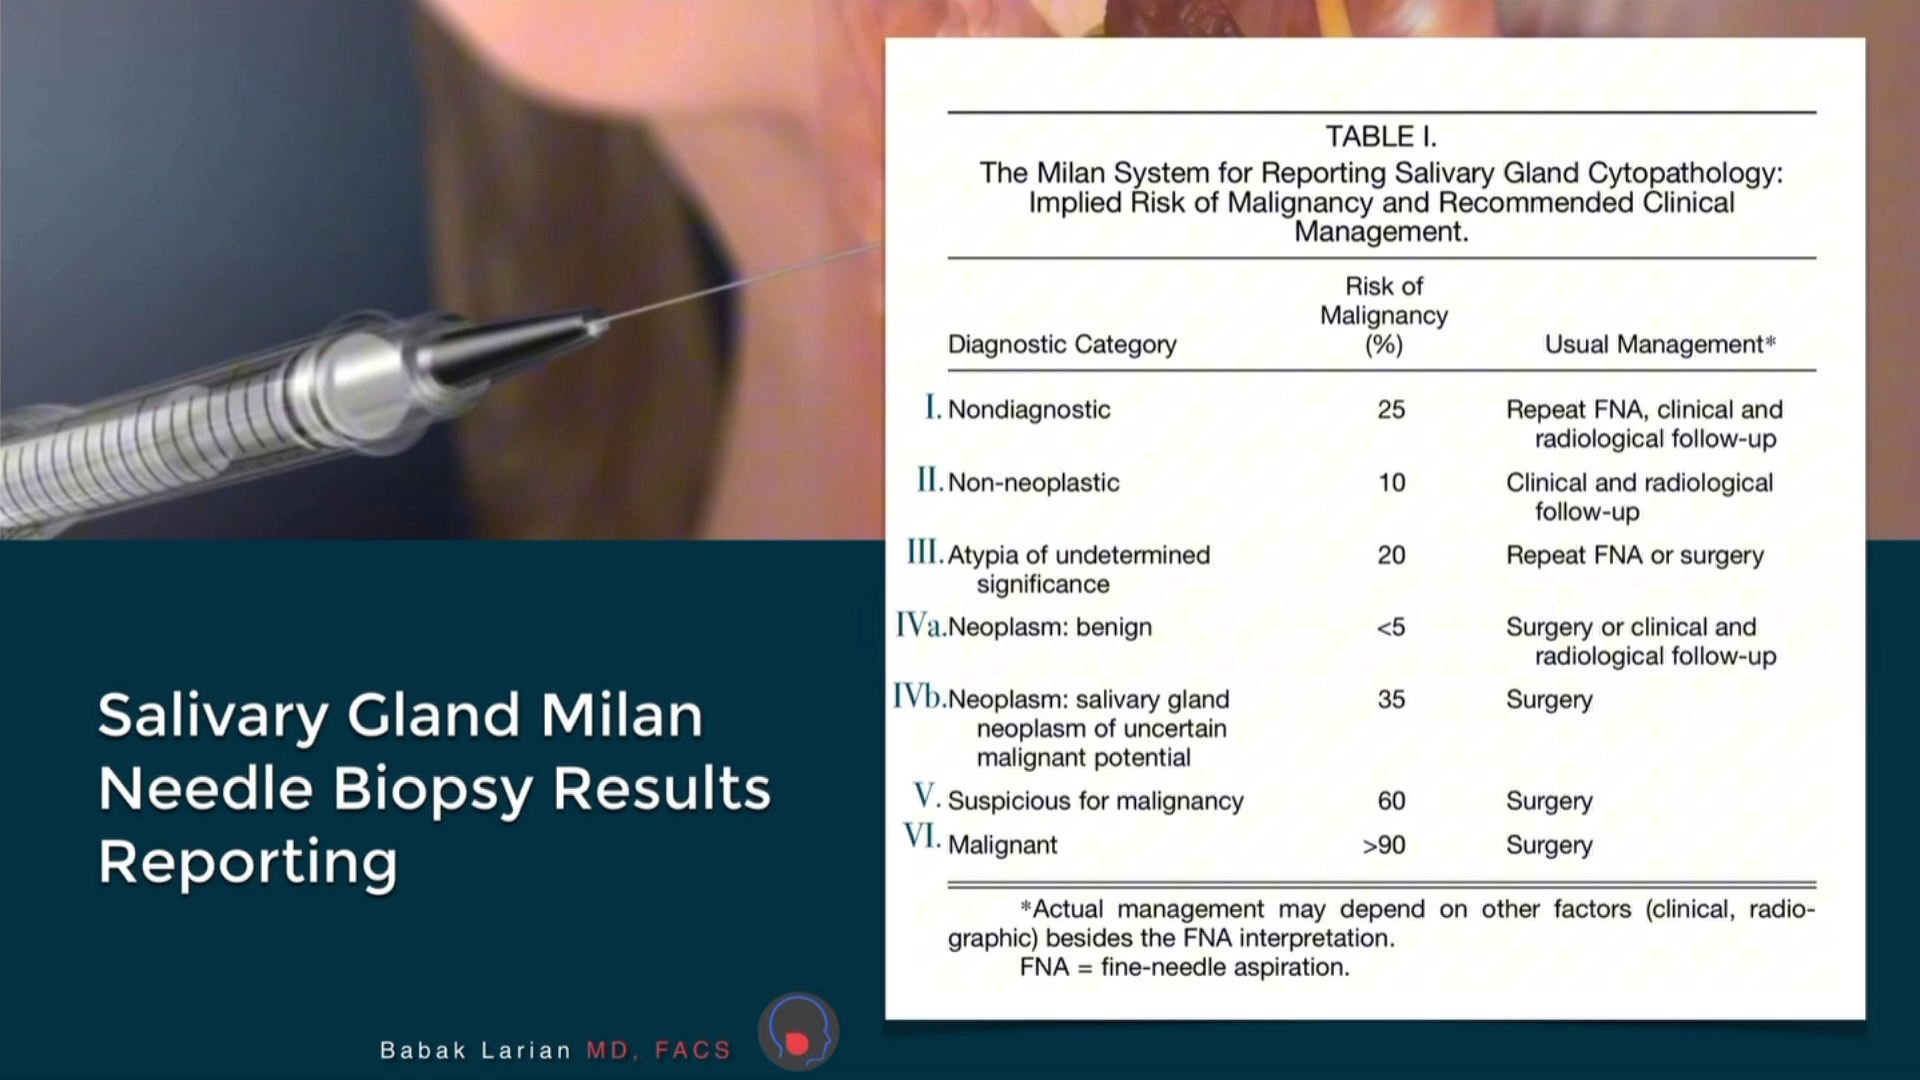 Salivary Gland Milan
Needle Biopsy Results
Reporting
Babak Larian MD, FACS
TABLE I.
The Milan System for Reporting Salivary Gland Cytopathology:
Implied Risk of Malignancy and Recommended Clinical
Management.
Risk of
Malignancy
Diagnostic Category (%) Usual Management*
I. Nondiagnostic 25 Repeat FNA, clinical and
radiological follow-up
II. Non-neoplastic 10 Clinical and radiological
follow-up
III. Atypia of undetermined 20 Repeat FNA or surgery
significance
IVa. Neoplasm: benign <5 Surgery or clinical and
radiological follow-up
IVb. Neoplasm: salivary gland 35 Surgery
neoplasm of uncertain
malignant potential
V. Suspicious for malignancy 60 Surgery
VI. Malignant >90 Surgery
*Actual management may depend on other factors (clinical, radio-
graphic) besides the FNA interpretation.
FNA = fine-needle aspiration.